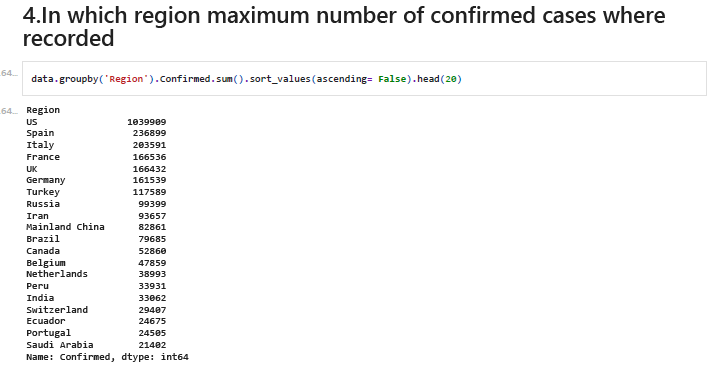 4.In which region maximum number of confirmed cases where
recorded
64...
data.groupby('Region').Confirmed.sum().sort_values(ascending= False).head(20)
64...
Region
US 1039909
Spain 236899
Italy 203591
France 166536
UK 166432
Germany 161539
Turkey 117589
Russia 99399
Iran 93657
Mainland China 82861
Brazil 79685
Canada 52860
Belgium 47859
Netherlands 38993
Peru 33931
India 33062
Switzerland 29407
Ecuador 24675
Portugal 24505
Saudi Arabia 21402
Name: Confirmed, dtype: int64